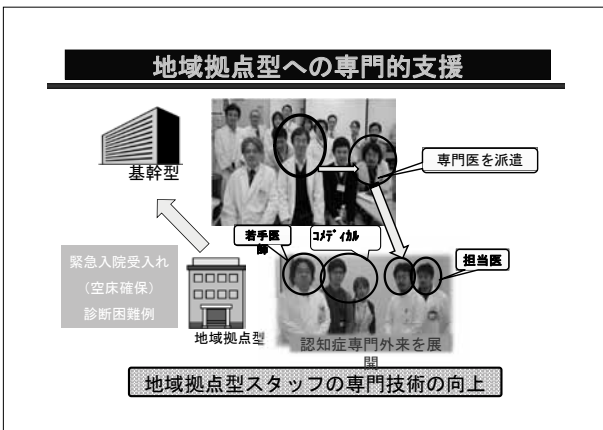 地域拠点型への専門的支援
基幹型
専門医を派遣
若手医
師
ｺﾒﾃﾞｨｶﾙ
担当医
緊急入院受入れ
（空床確保）
診断困難例
地域拠点型
認知症専門外来を展
開
地域拠点型スタッフの専門技術の向上